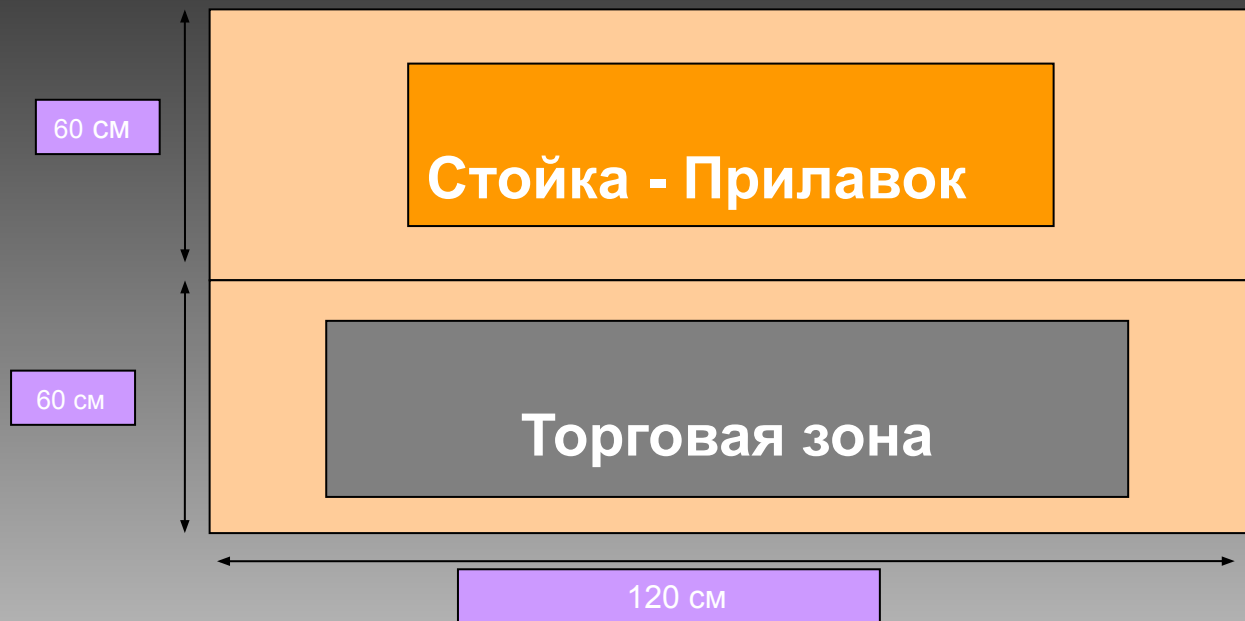 60 см
Стойка - Прилавок
60 см
Торговая зона
120 см